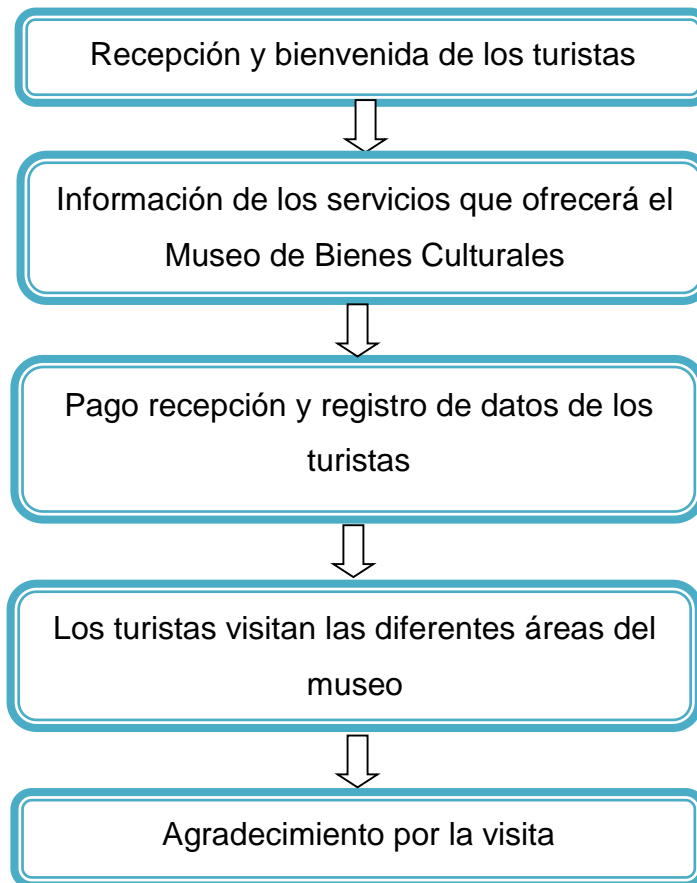 Recepción y bienvenida de los turistas
Información de los servicios que ofrecerá el
Museo de Bienes Culturales
Pago recepción y registro de datos de los
turistas
Los turistas visitan las diferentes áreas del
museo
Agradecimiento por la visita